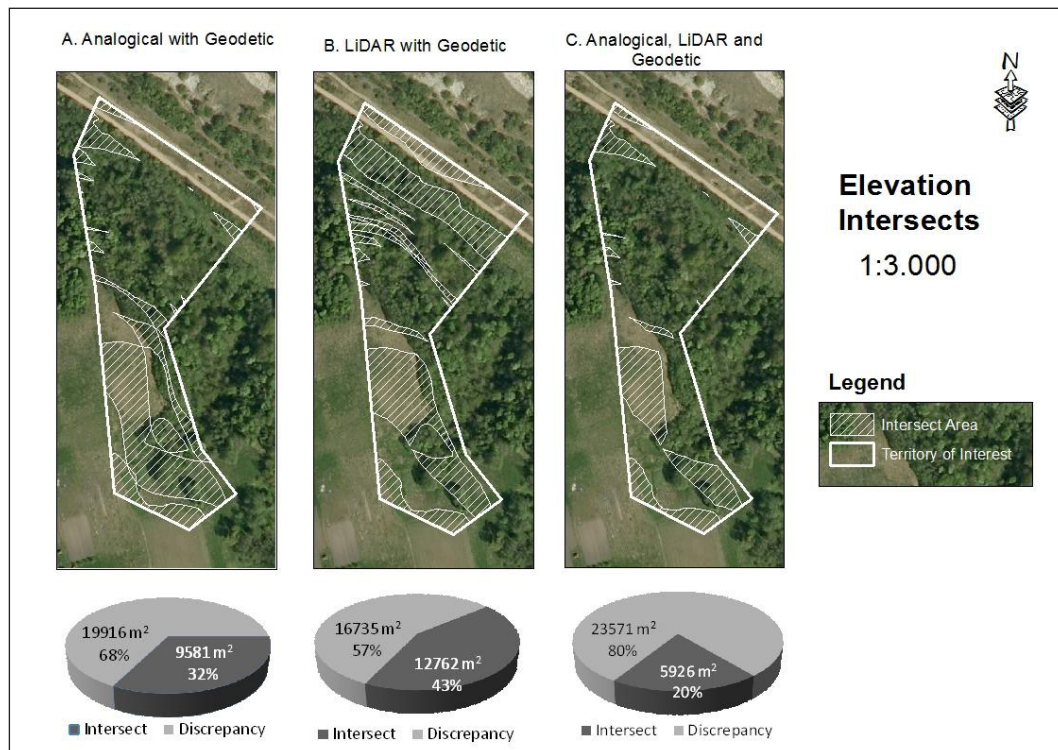 A. Analogical with Geodetic
B. LiDAR with Geodetic
C. Analogical, LiDAR and
Geodetic
N
Elevation
Intersects
1:3.000
Legend
Intersect Area
Territory of Interest
19916 m²
68%
9581 m²
32%
Intersect Discrepancy
16735 m²
57%
12762 m²
43%
Intersect Discrepancy
23571 m²
80%
5926 m²
20%
Intersect Discrepancy